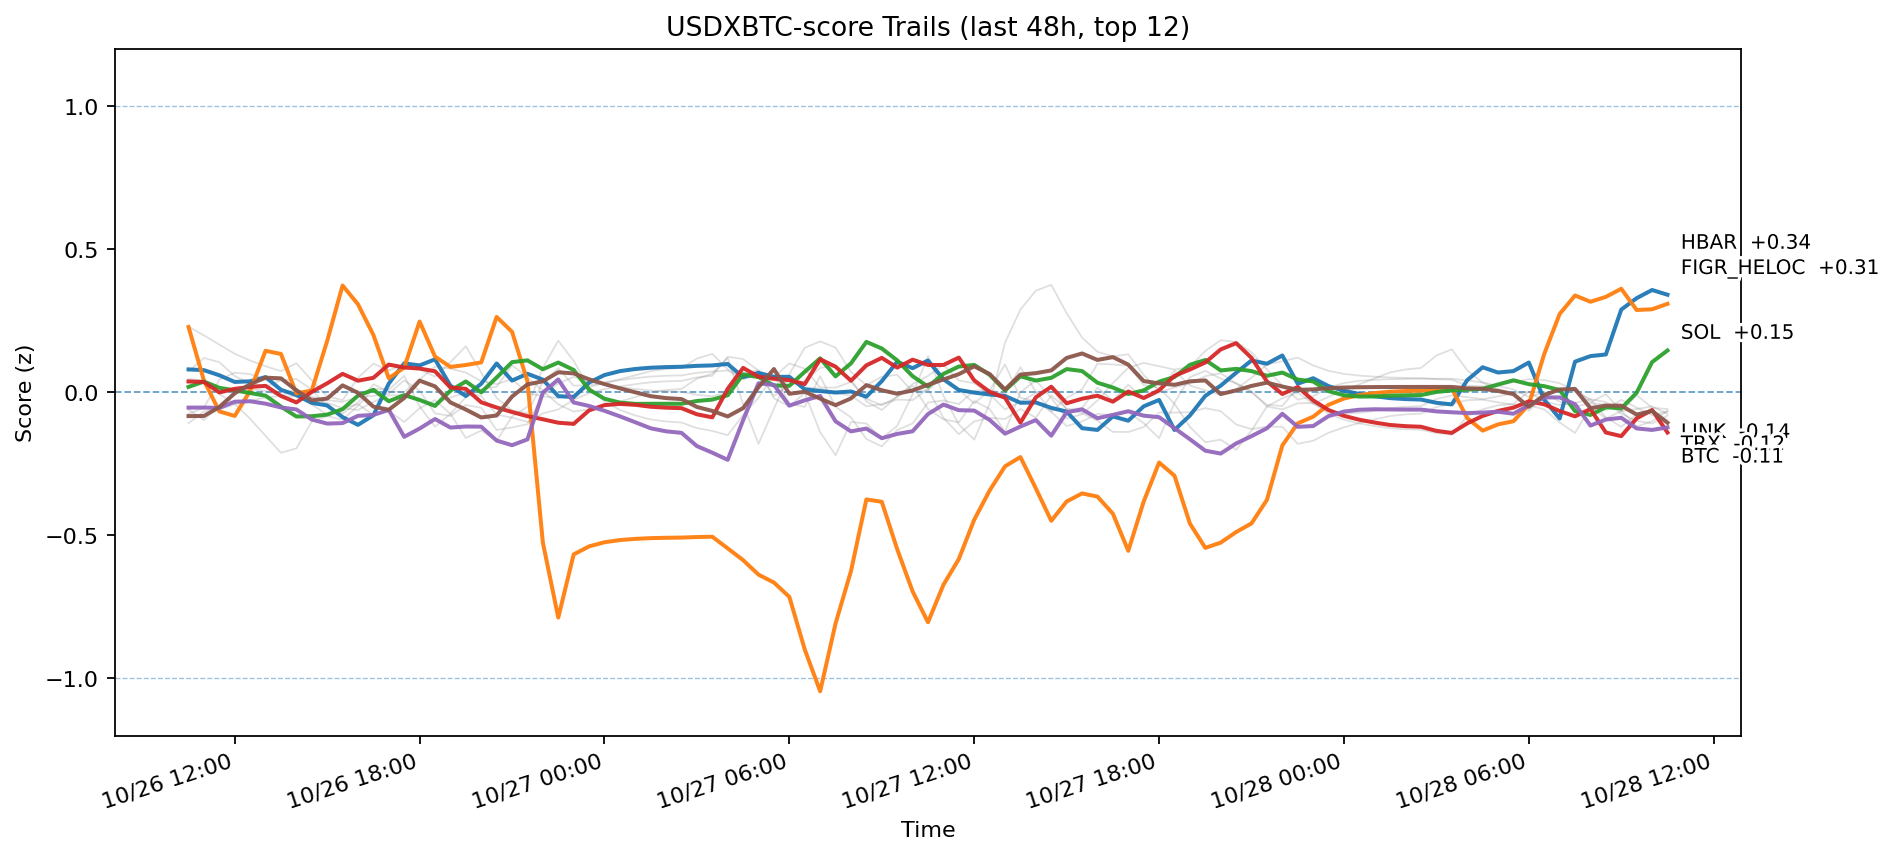 USDXBTC-score Trails (last 48h, top 12)
Score (z)
1.0
0.5
0.0
−0.5
−1.0
HBAR +0.34
FIGR_HELOC +0.31
SOL +0.15
LINK -0.14
TRX -0.12
BTC -0.11
10/26 12:00
10/26 18:00
10/27 00:00
10/27 06:00
10/27 12:00
10/27 18:00
10/28 00:00
10/28 06:00
10/28 12:00
Time